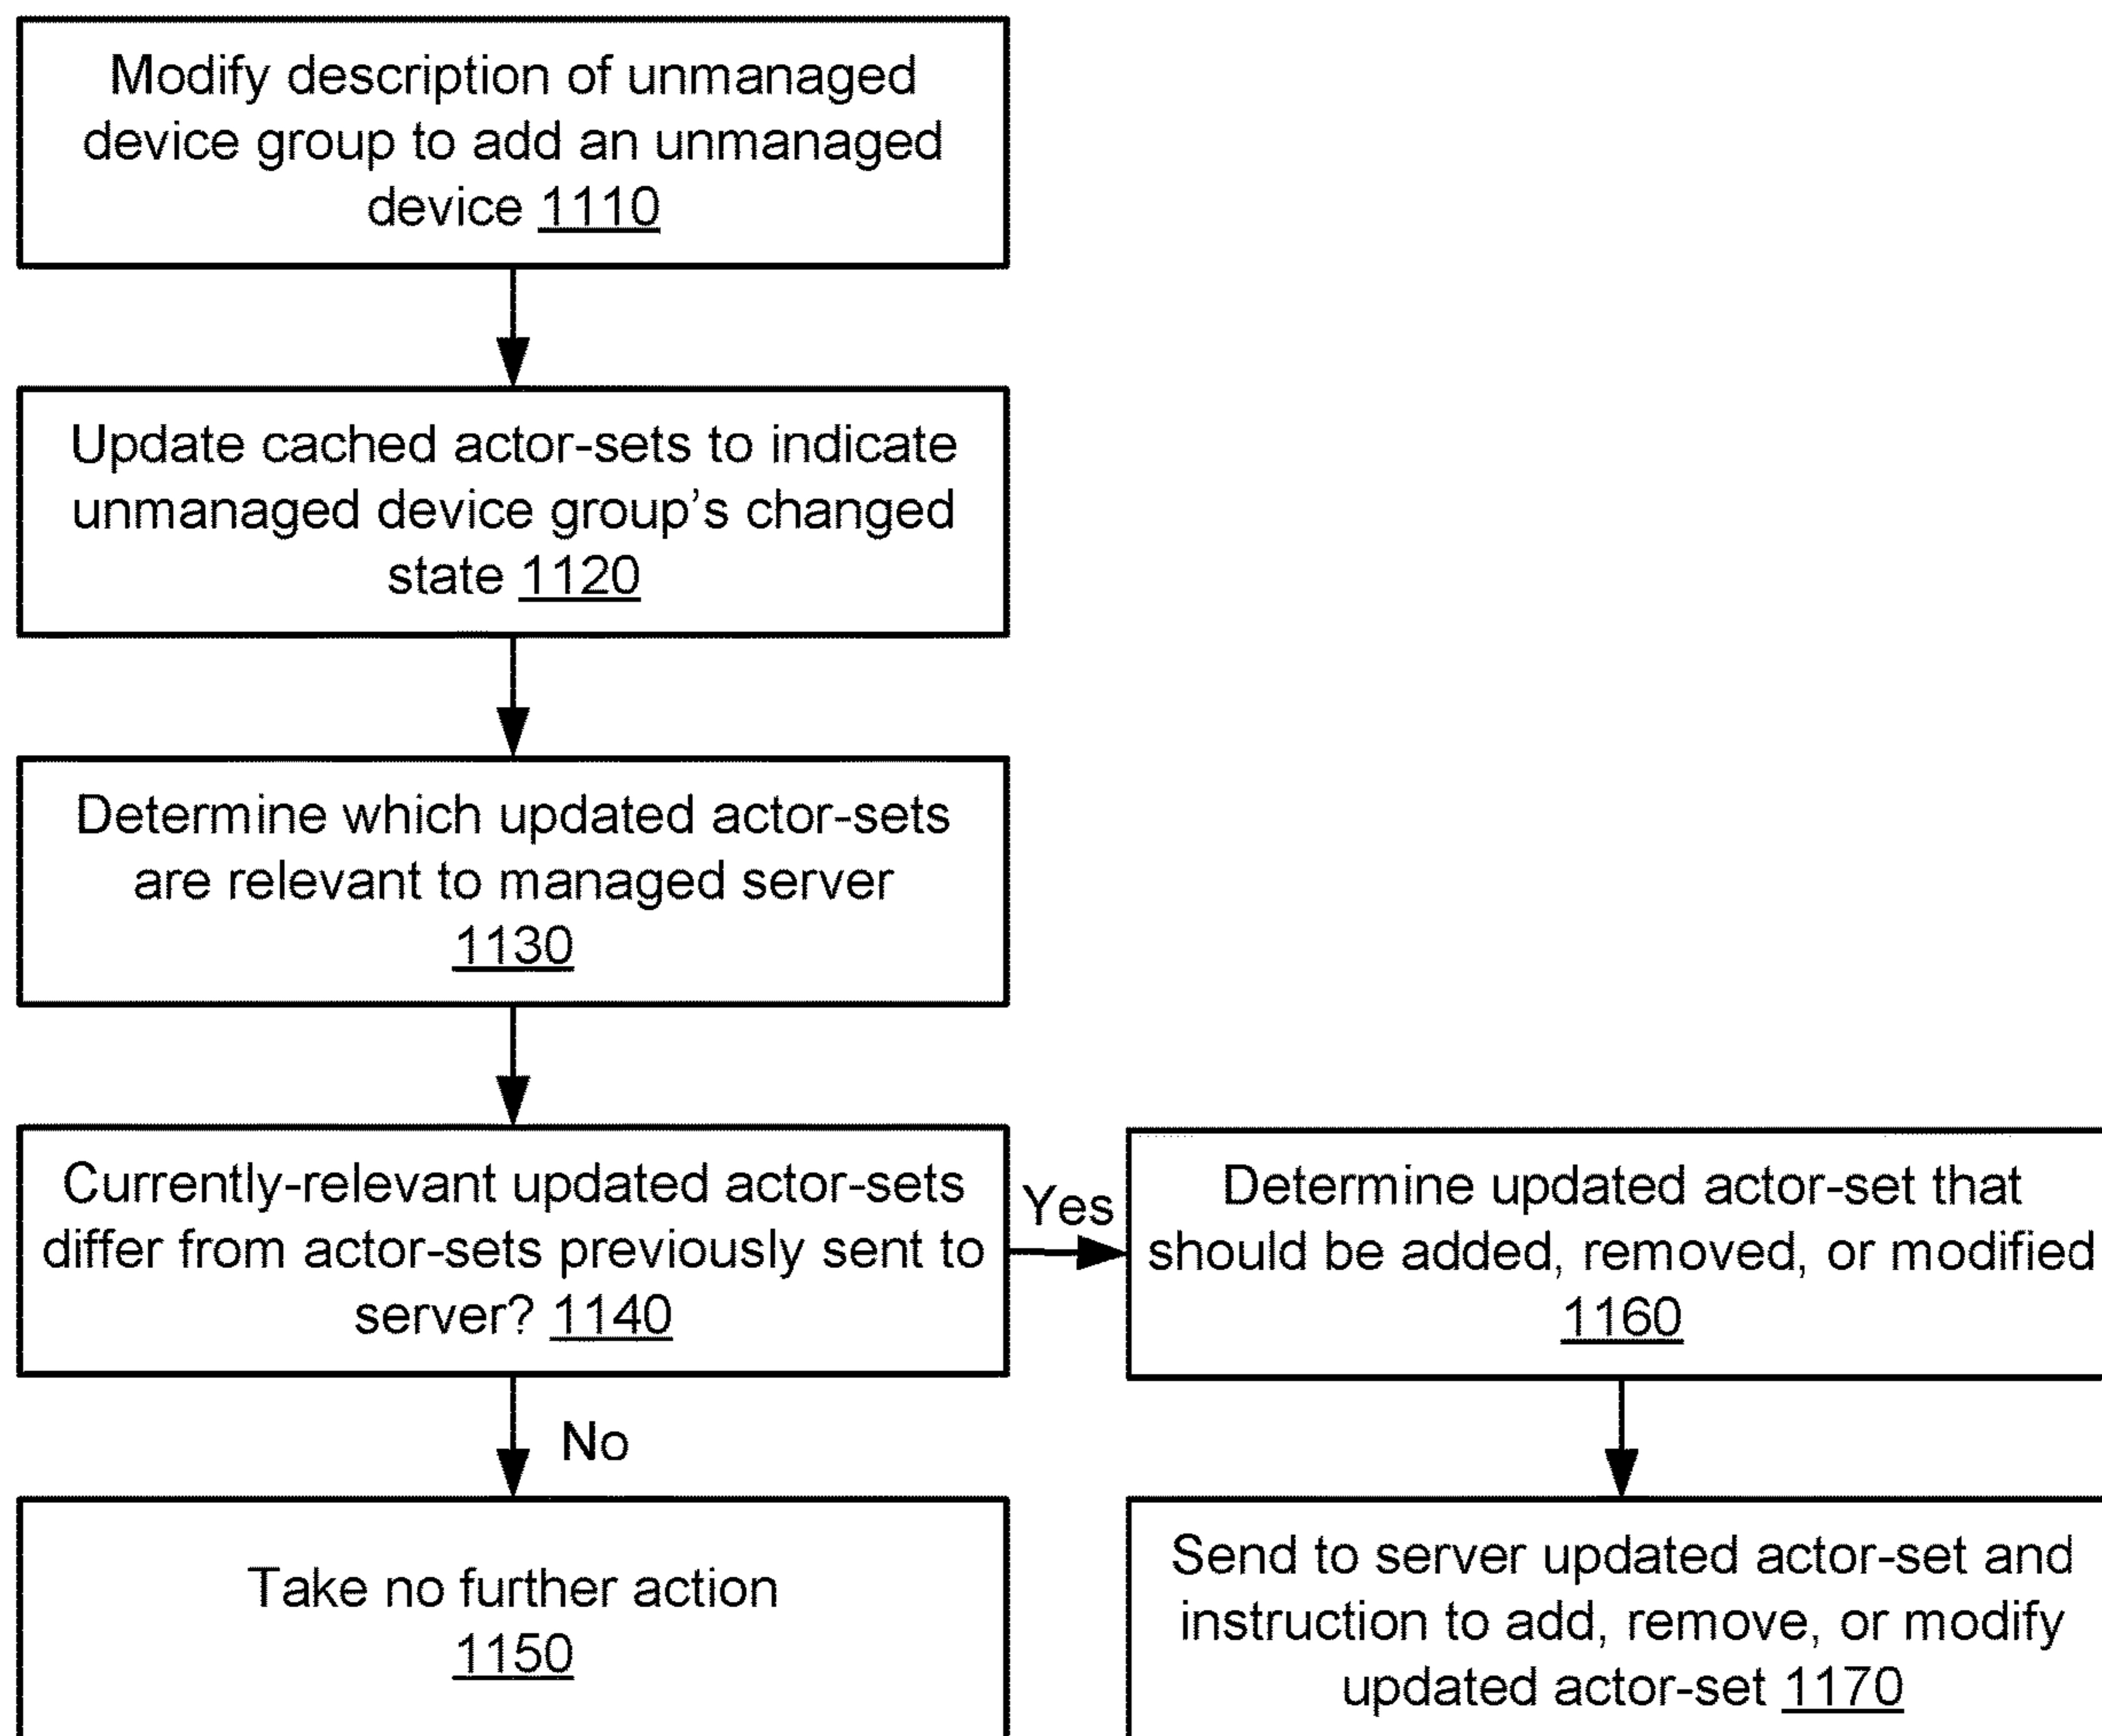 Modify description of unmanaged
device group to add an unmanaged
device 1110
Update cached actor-sets to indicate
unmanaged device group’s changed
state 1120
Determine which updated actor-sets
are relevant to managed server
1130
Currently-relevant updated actor-sets
differ from actor-sets previously sent to
server? 1140
Yes
Determine updated actor-set that
should be added, removed, or modified
1160
No
Take no further action
1150
Send to server updated actor-set and
instruction to add, remove, or modify
updated actor-set 1170